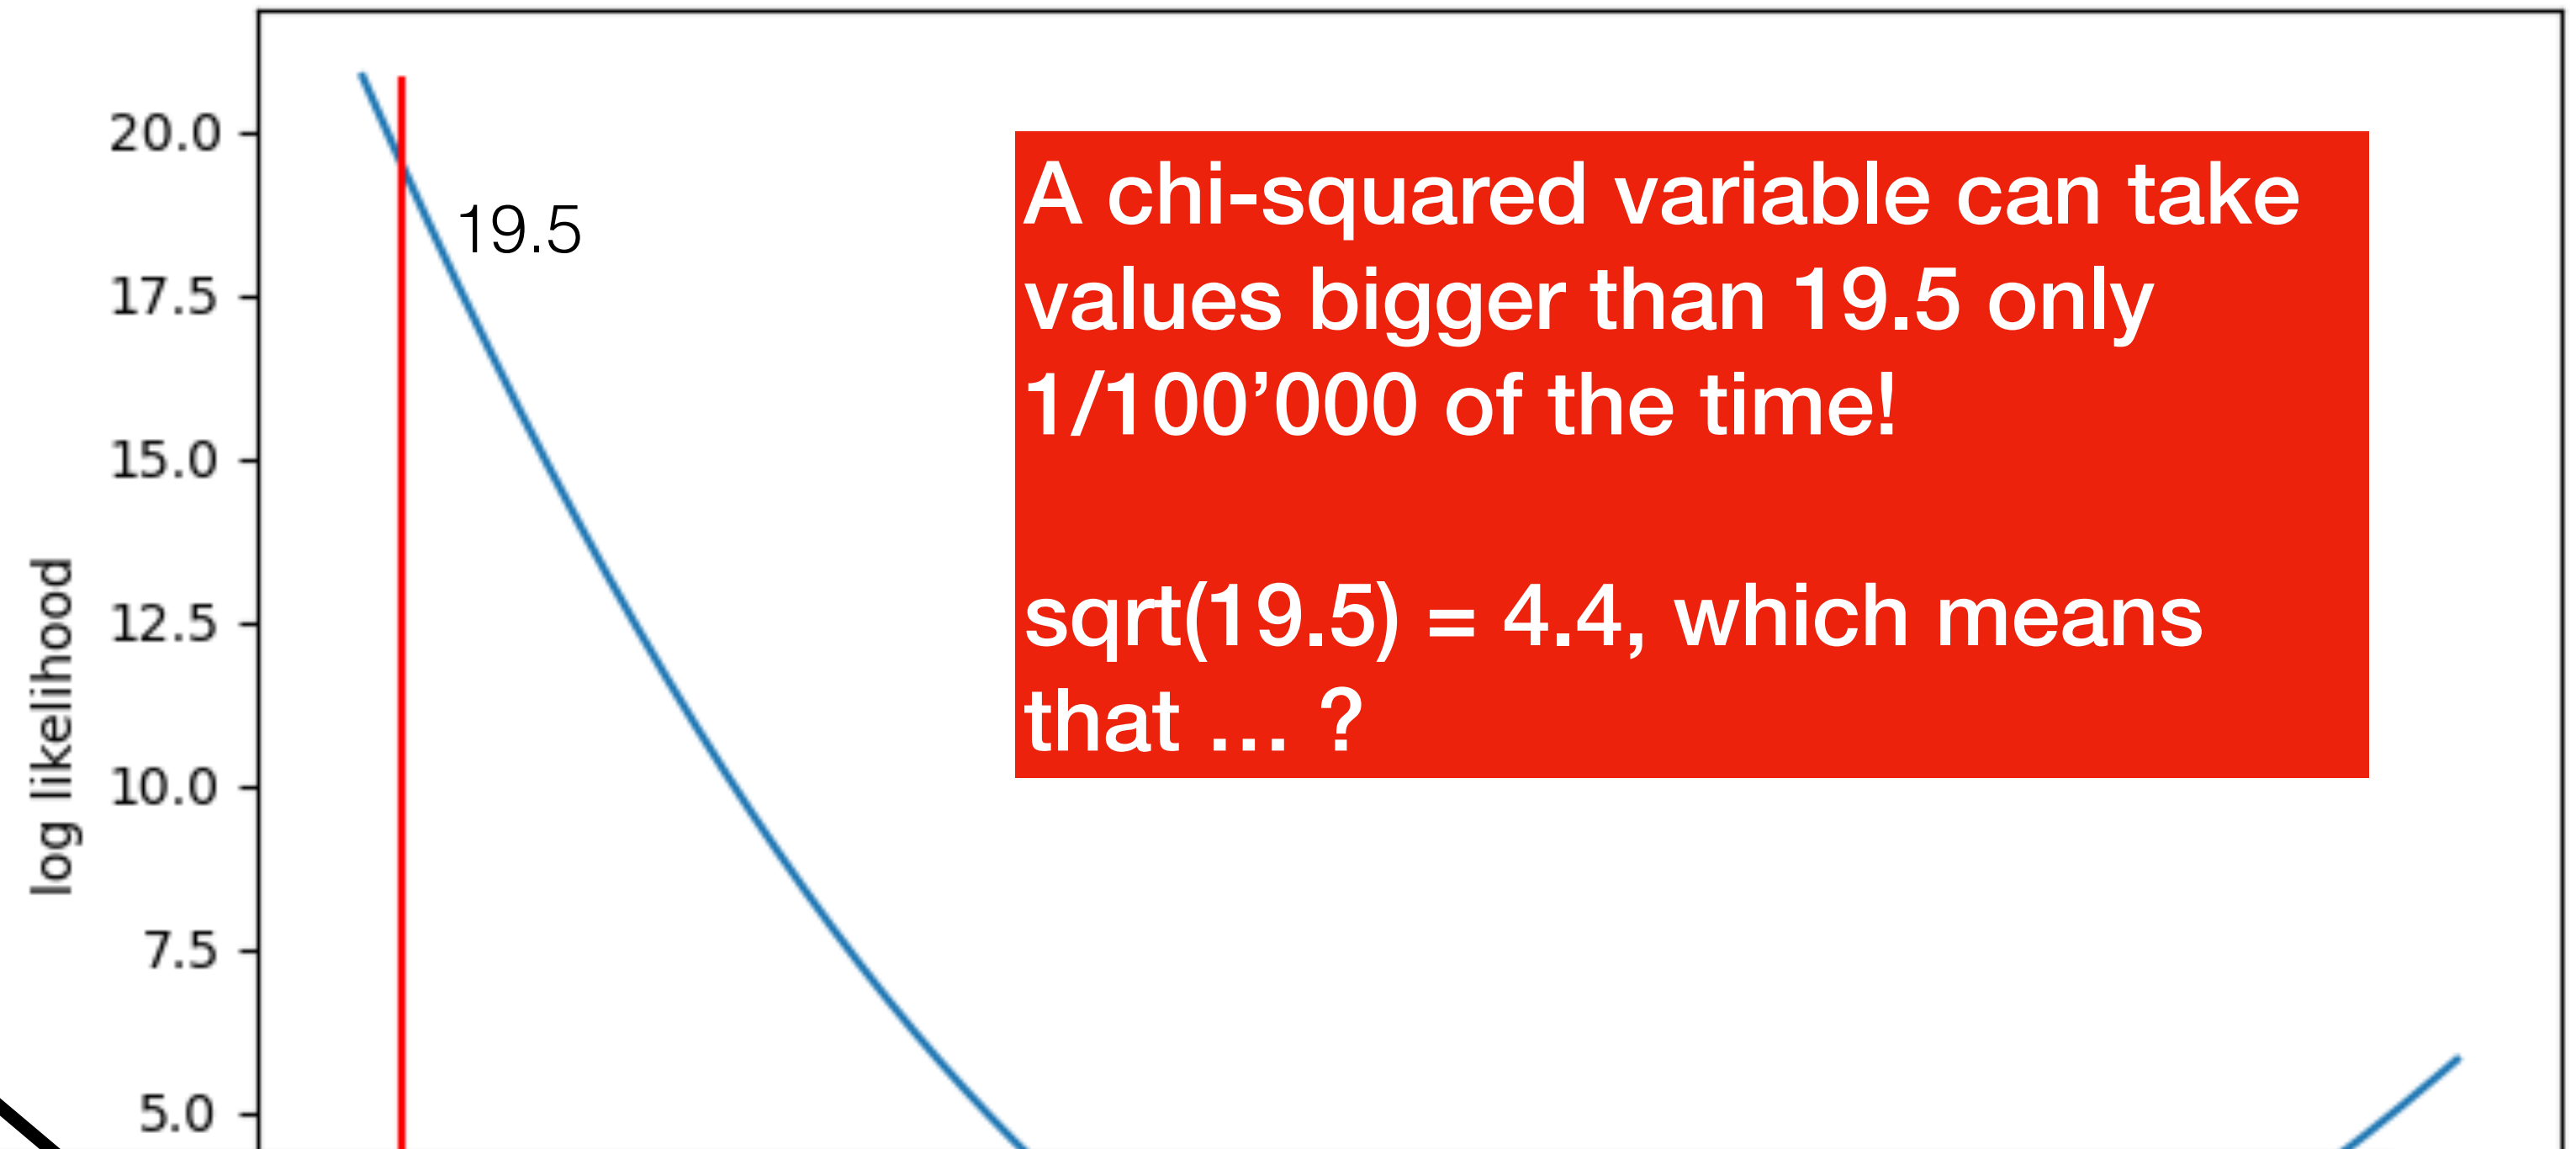 20.0
19.5
17.5
15.0
12.5
10.0
7.5
5.0
log likelihood
A chi-squared variable can take
values bigger than 19.5 only
1/100’000 of the time!
sqrt(19.5) = 4.4, which means
that ... ?